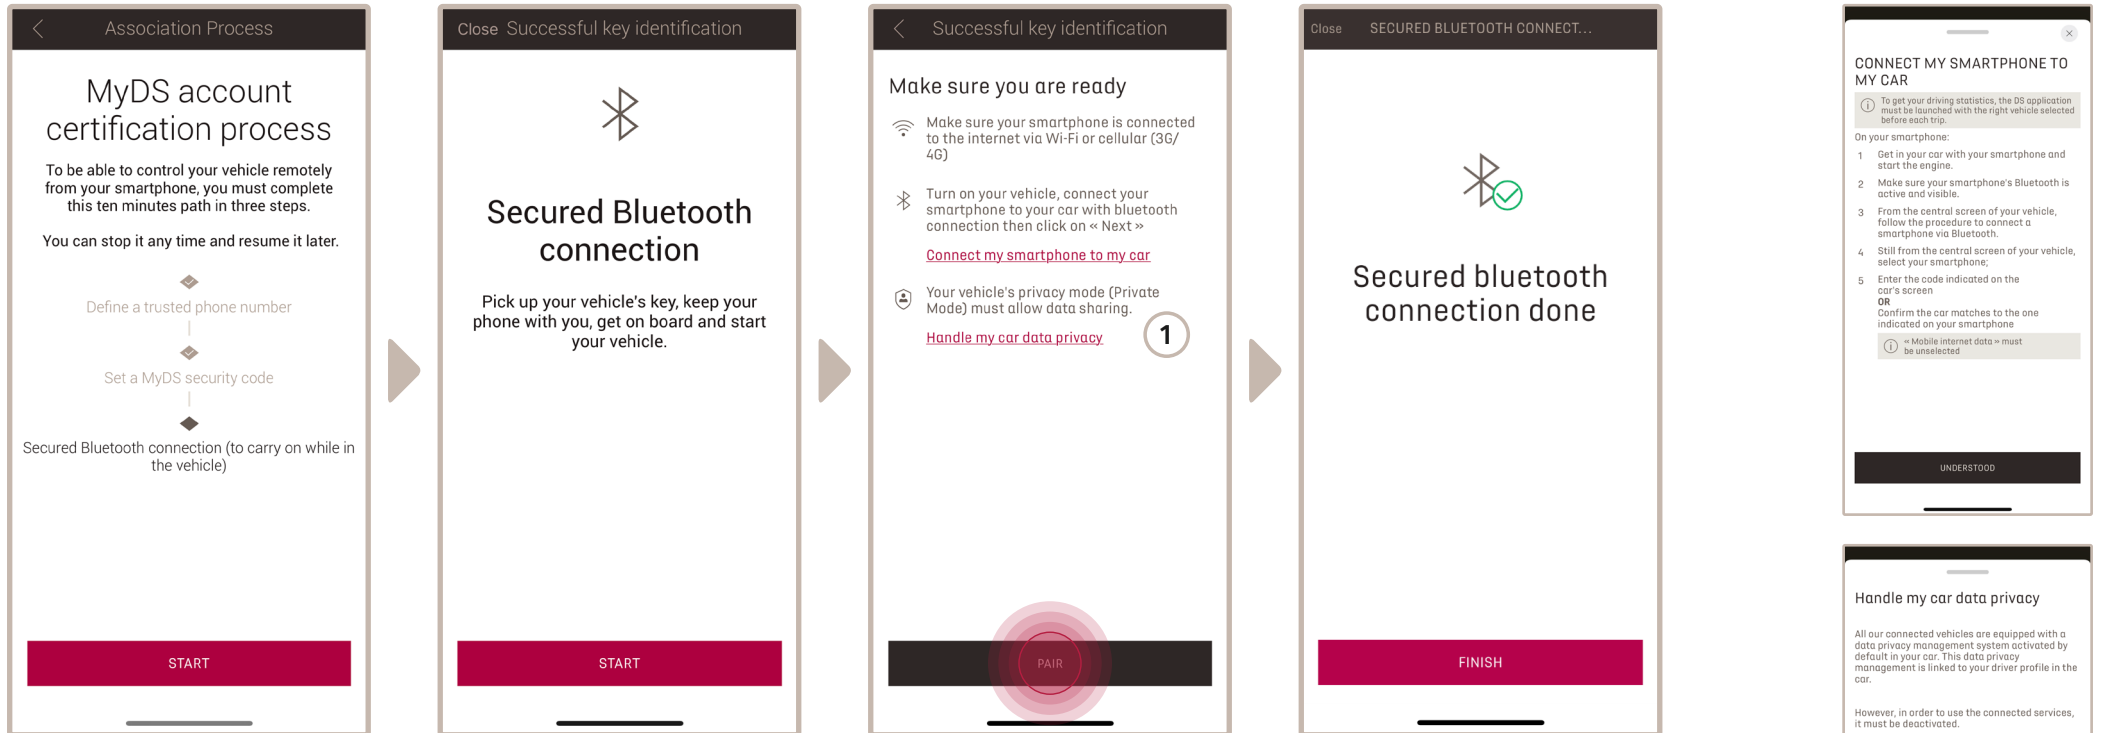 Association Process
MyDS account
certification process
To be able to control your vehicle remotely
from your smartphone, you must complete
this ten minutes path in three steps.
You can stop it any time and resume it later.
Define a trusted phone number
Set a MyDS security code
Secured Bluetooth connection (to carry on while in
the vehicle)
START
Close Successful key identification
Secured Bluetooth
connection
Pick up your vehicle's key, keep your
phone with you, get on board and start
your vehicle.
START
Successful key identification
Make sure you are ready
Make sure your smartphone is connected
to the internet via Wi-Fi or cellular (3G/
4G)
Turn on your vehicle, connect your
smartphone to your car with bluetooth
connection then click on « Next »
Connect my smartphone to my car
Your vehicle's privacy mode (Private
Mode) must allow data sharing.
Handle my car data privacy
1
PAIR
Close SECURED BLUETOOTH CONNECT...
Secured bluetooth
connection done
FINISH
CONNECT MY SMARTPHONE TO
MY CAR
To get your driving statistics, the DS application
must be launched with the right vehicle selected
before each trip.
On your smartphone:
1 Get in your car with your smartphone and
start the engine.
2 Make sure your smartphone's Bluetooth is
active and visible.
3 From the central screen of your vehicle,
follow the procedure to connect a
smartphone via Bluetooth.
4 Still from the central screen of your vehicle,
select your smartphone;
5 Enter the code indicated on the
car's screen
OR
Confirm the car matches to the one
indicated on your smartphone
« Mobile internet data » must
be unselected
UNDERSTOOD
Handle my car data privacy
All our connected vehicles are equipped with a
data privacy management system activated by
default in your car. This data privacy
management is linked to your driver profile in the
car.
However, in order to use the connected services,
it must be deactivated.